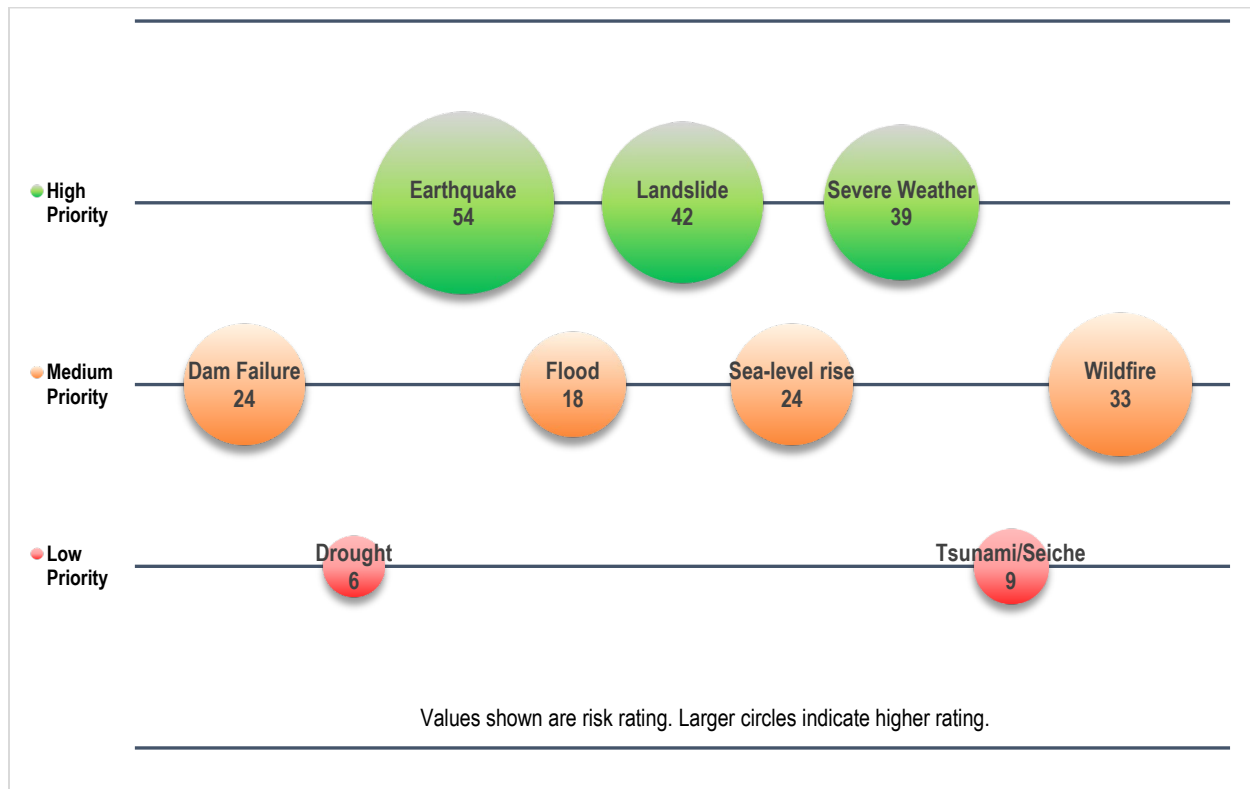 High
Priority
Earthquake
54
Landslide
42
Severe Weather
39
Medium
Priority
Dam Failure
24
Flood
18
Sea-level rise
24
Wildfire
33
Low
Priority
Drought
6
Tsunami/Seiche
9
Values shown are risk rating. Larger circles indicate higher rating.